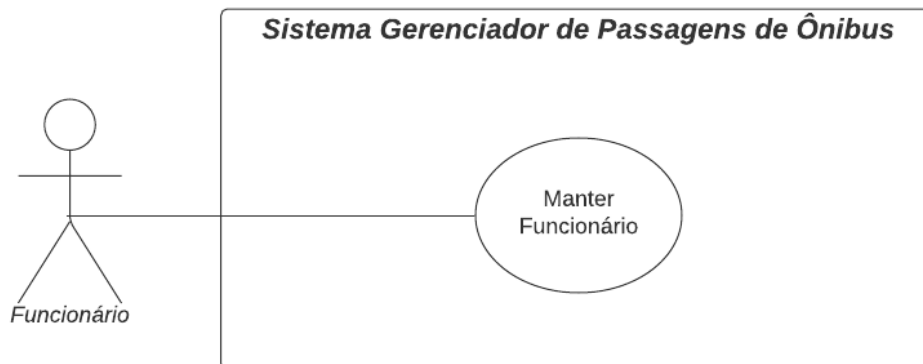 Sistema Gerenciador de Passagens de Ônibus
Manter
Funcionário
Funcionário